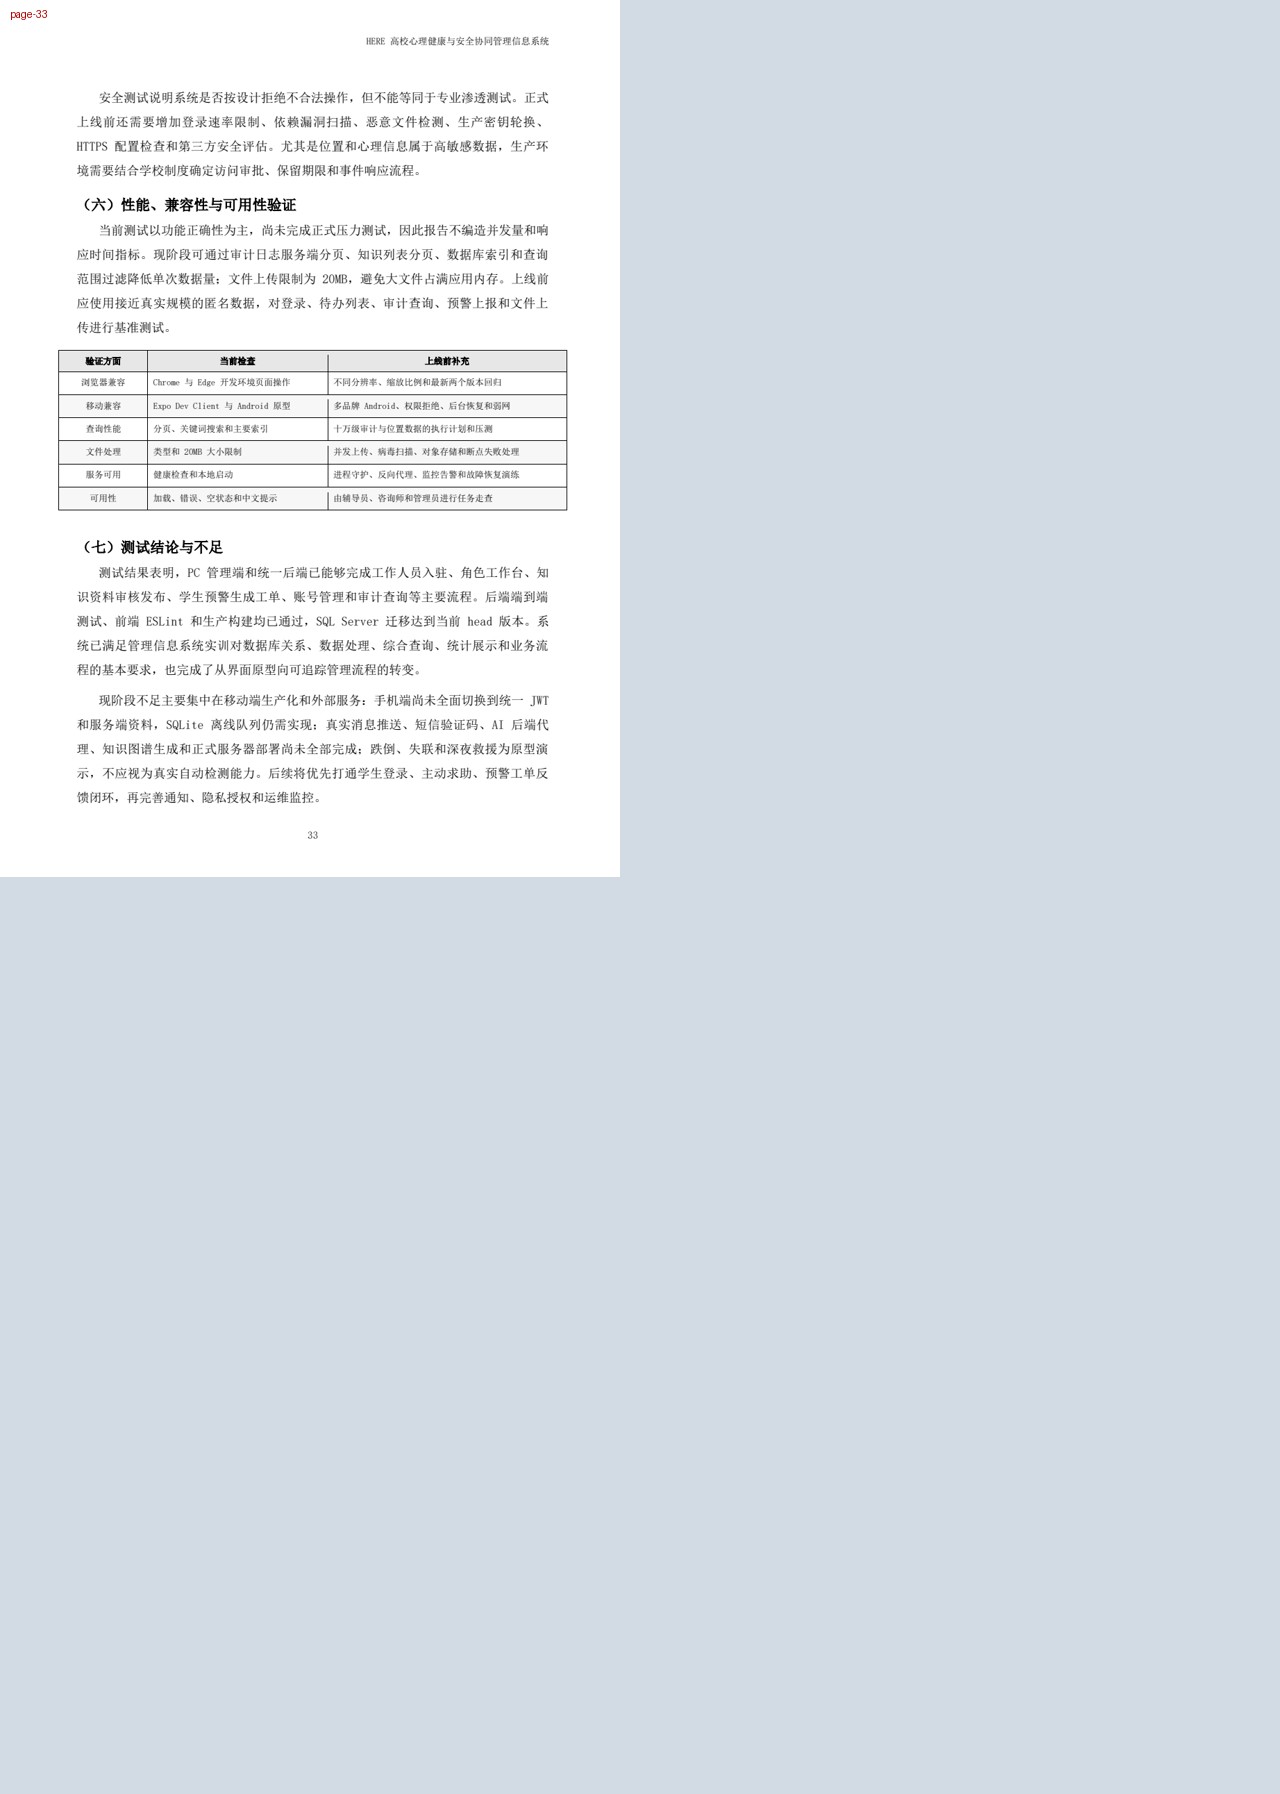 page-33
HERE 高校心理健康与安全协同管理信息系统
安全测试说明系统是否按设计拒绝不合法操作，但不能等同于专业渗透测试。正式
上线前还需要增加登录速率限制、依赖漏洞扫描、恶意文件检测、生产密钥轮换、
HTTPS 配置检查和第三方安全评估。尤其是位置和心理信息属于高敏感数据，生产环
境需要结合学校制度确定访问审批、保留期限和事件响应流程。
（六）性能、兼容性与可用性验证
当前测试以功能正确性为主，尚未完成正式压力测试，因此报告不编造并发量和响
应时间指标。现阶段可通过审计日志服务端分页、知识列表分页、数据库索引和查询
范围过滤降低单次数据量；文件上传限制为 20MB，避免大文件占满应用内存。上线前
应使用接近真实规模的匿名数据，对登录、待办列表、审计查询、预警上报和文件上
传进行基准测试。
验证方面 当前检查 上线前补充
浏览器兼容 Chrome 与 Edge 开发环境页面操作 不同分辨率、缩放比例和最新两个版本回归
移动兼容 Expo Dev Client 与 Android 原型 多品牌 Android、权限拒绝、后台恢复和弱网
查询性能 分页、关键词搜索和主要索引 十万级审计与位置数据的执行计划和压测
文件处理 类型和 20MB 大小限制 并发上传、病毒扫描、对象存储和断点失败处理
服务可用 健康检查和本地启动 进程守护、反向代理、监控告警和故障恢复演练
可用性 加载、错误、空状态和中文提示 由辅导员、咨询师和管理员进行任务走查
（七）测试结论与不足
测试结果表明，PC 管理端和统一后端已能够完成工作人员入驻、角色工作台、知
识资料审核发布、学生预警生成工单、账号管理和审计查询等主要流程。后端端到端
测试、前端 ESLint 和生产构建均已通过，SQL Server 迁移达到当前 head 版本。系
统已满足管理信息系统实训对数据库关系、数据处理、综合查询、统计展示和业务流
程的基本要求，也完成了从界面原型向可追踪管理流程的转变。
现阶段不足主要集中在移动端生产化和外部服务：手机端尚未全面切换到统一 JWT
和服务端资料，SQLite 离线队列仍需实现；真实消息推送、短信验证码、AI 后端代
理、知识图谱生成和正式服务器部署尚未全部完成；跌倒、失联和深夜救援为原型演
示，不应视为真实自动检测能力。后续将优先打通学生登录、主动求助、预警工单反
馈闭环，再完善通知、隐私授权和运维监控。
33